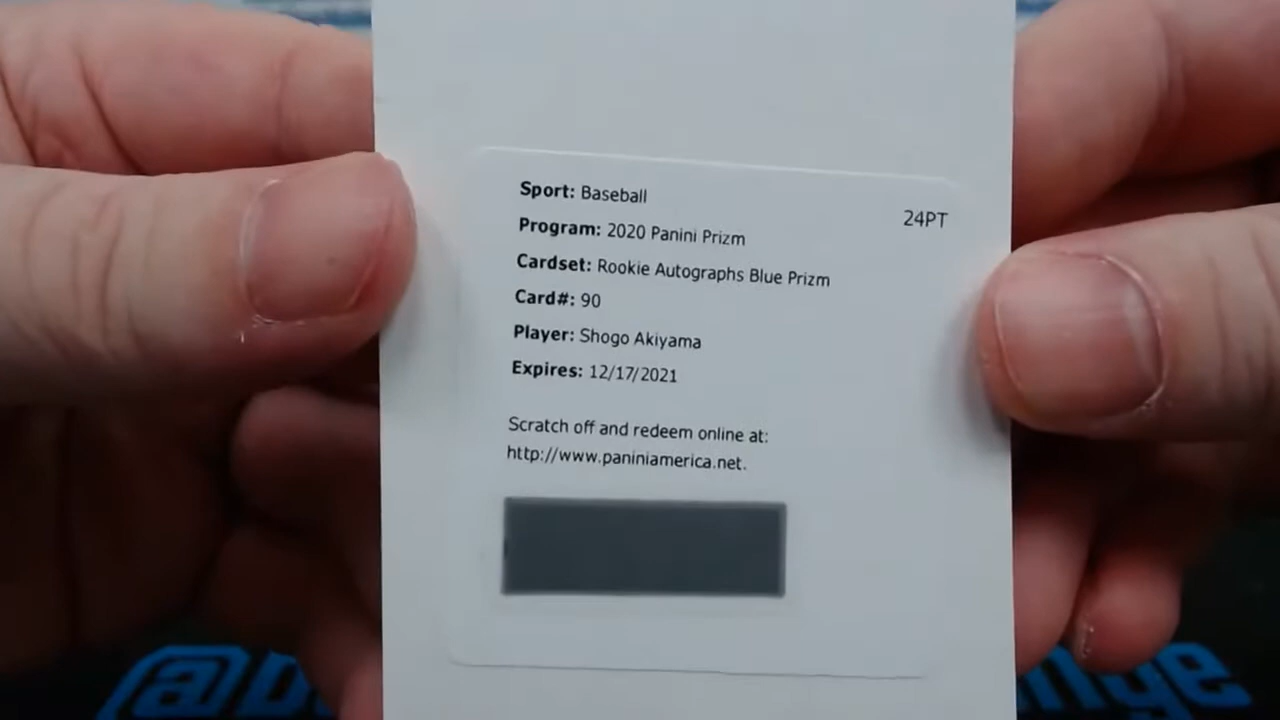 Sport: Baseball
24PT
Program: 2020 Panini Prizm
Cardset: Rookie Autographs Blue Prizm
Card#: 90
Player: Shogo Akiyama
Expires: 12/17/2021
Scratch off and redeem online at:
http://www.paniniamerica.net.